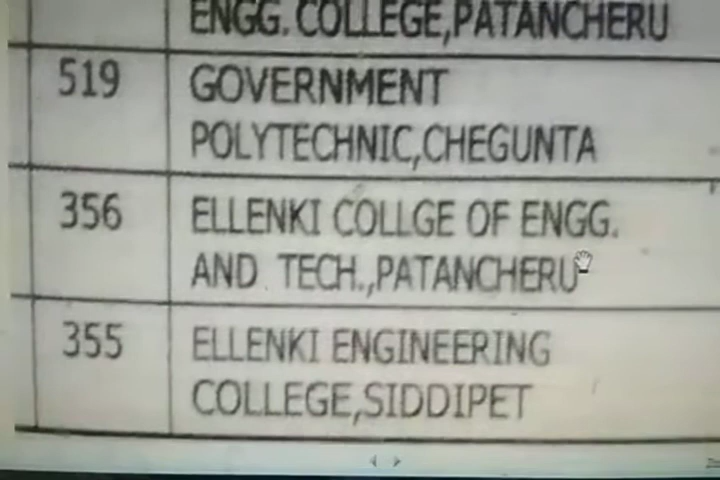 ENGG. COLLEGE,PATANCHERU
519 GOVERNMENT
POLYTECHNIC,CHEGUNTA
356 ELLENKI COLLGE OF ENGG.
AND TECH.,PATANCHERU
355 ELLENKI ENGINEERING
COLLEGE,SIDDIPET